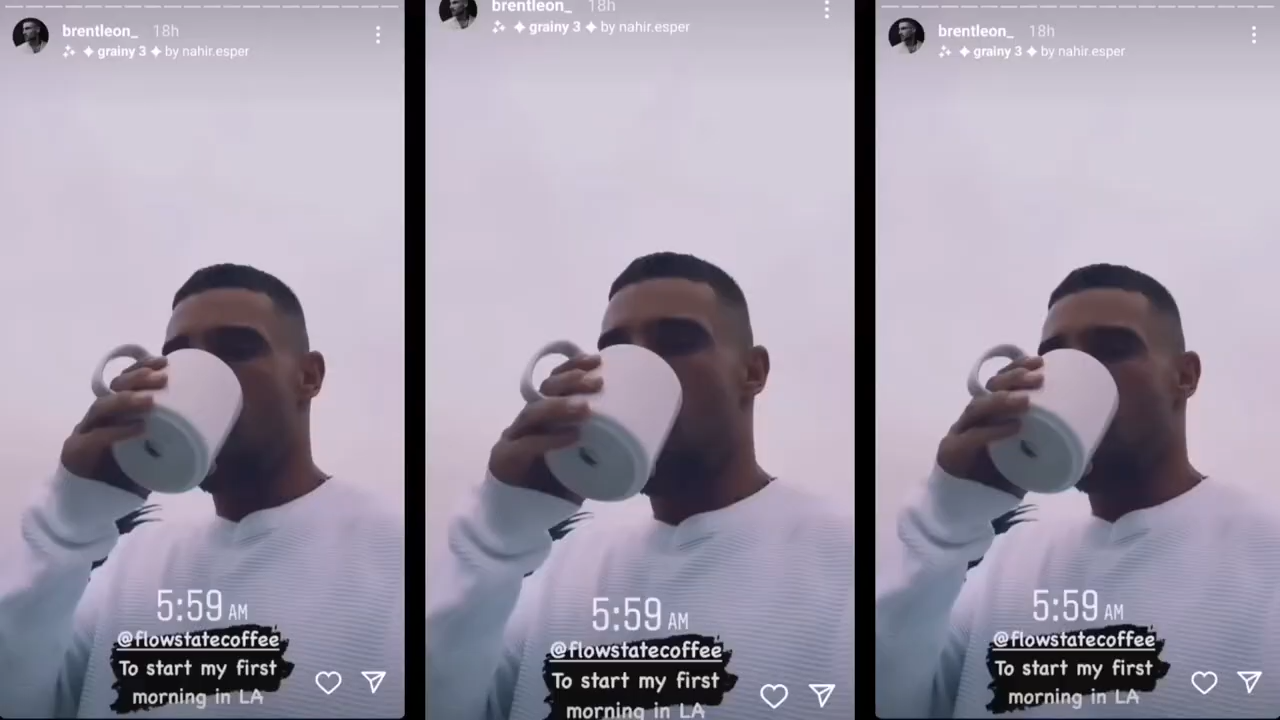 brentleon_ 18h
grainy 3 by nahir.esper
5:59 AM
@flowstatecoffee
To start my first
morning in LA
brentleon_ 18h
grainy 3 by nahir.esper
5:59 AM
@flowstatecoffee
To start my first
morning in LA
brentleon_ 18h
grainy 3 by nahir.esper
5:59 AM
@flowstatecoffee
To start my first
morning in LA